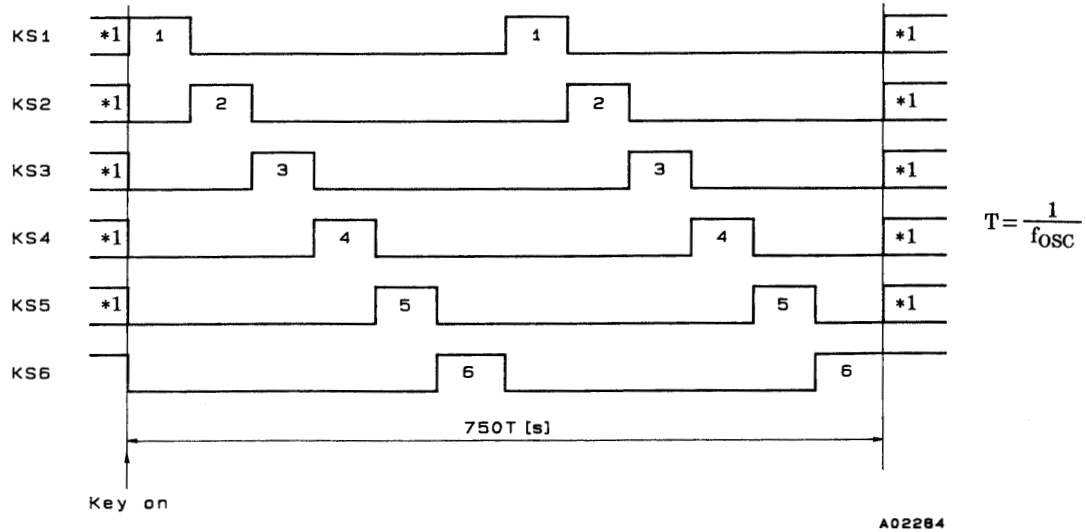 KS1 *1 1 1 *1
KS2 *1 2 2 *1
KS3 *1 3 3 *1
KS4 *1 4 4 *1
KS5 *1 5 5 *1
KS6 6 6
T=1/fOSC
750T [s]
Key on
A02284